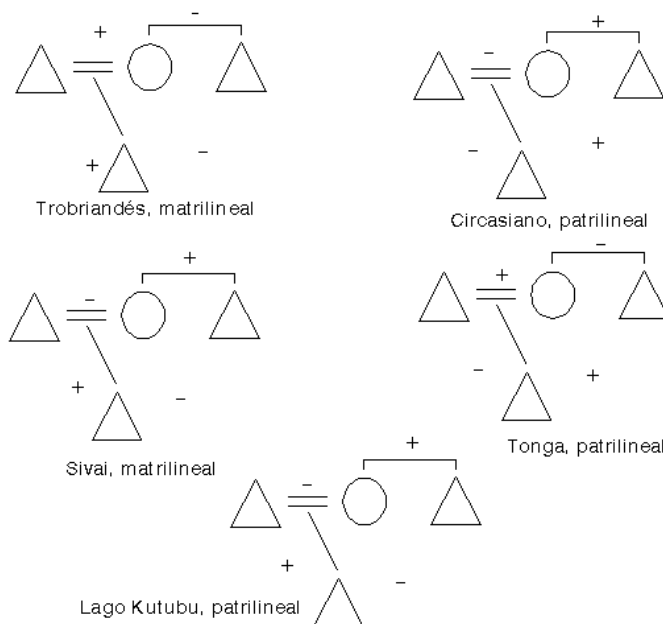 + -
+ -
Trobriandés, matrilineal
- +
- +
Circasiano, patrilineal
- +
+ -
Sivai, matrilineal
+ -
- +
Tonga, patrilineal
- +
+ -
Lago Kutubu, patrilineal